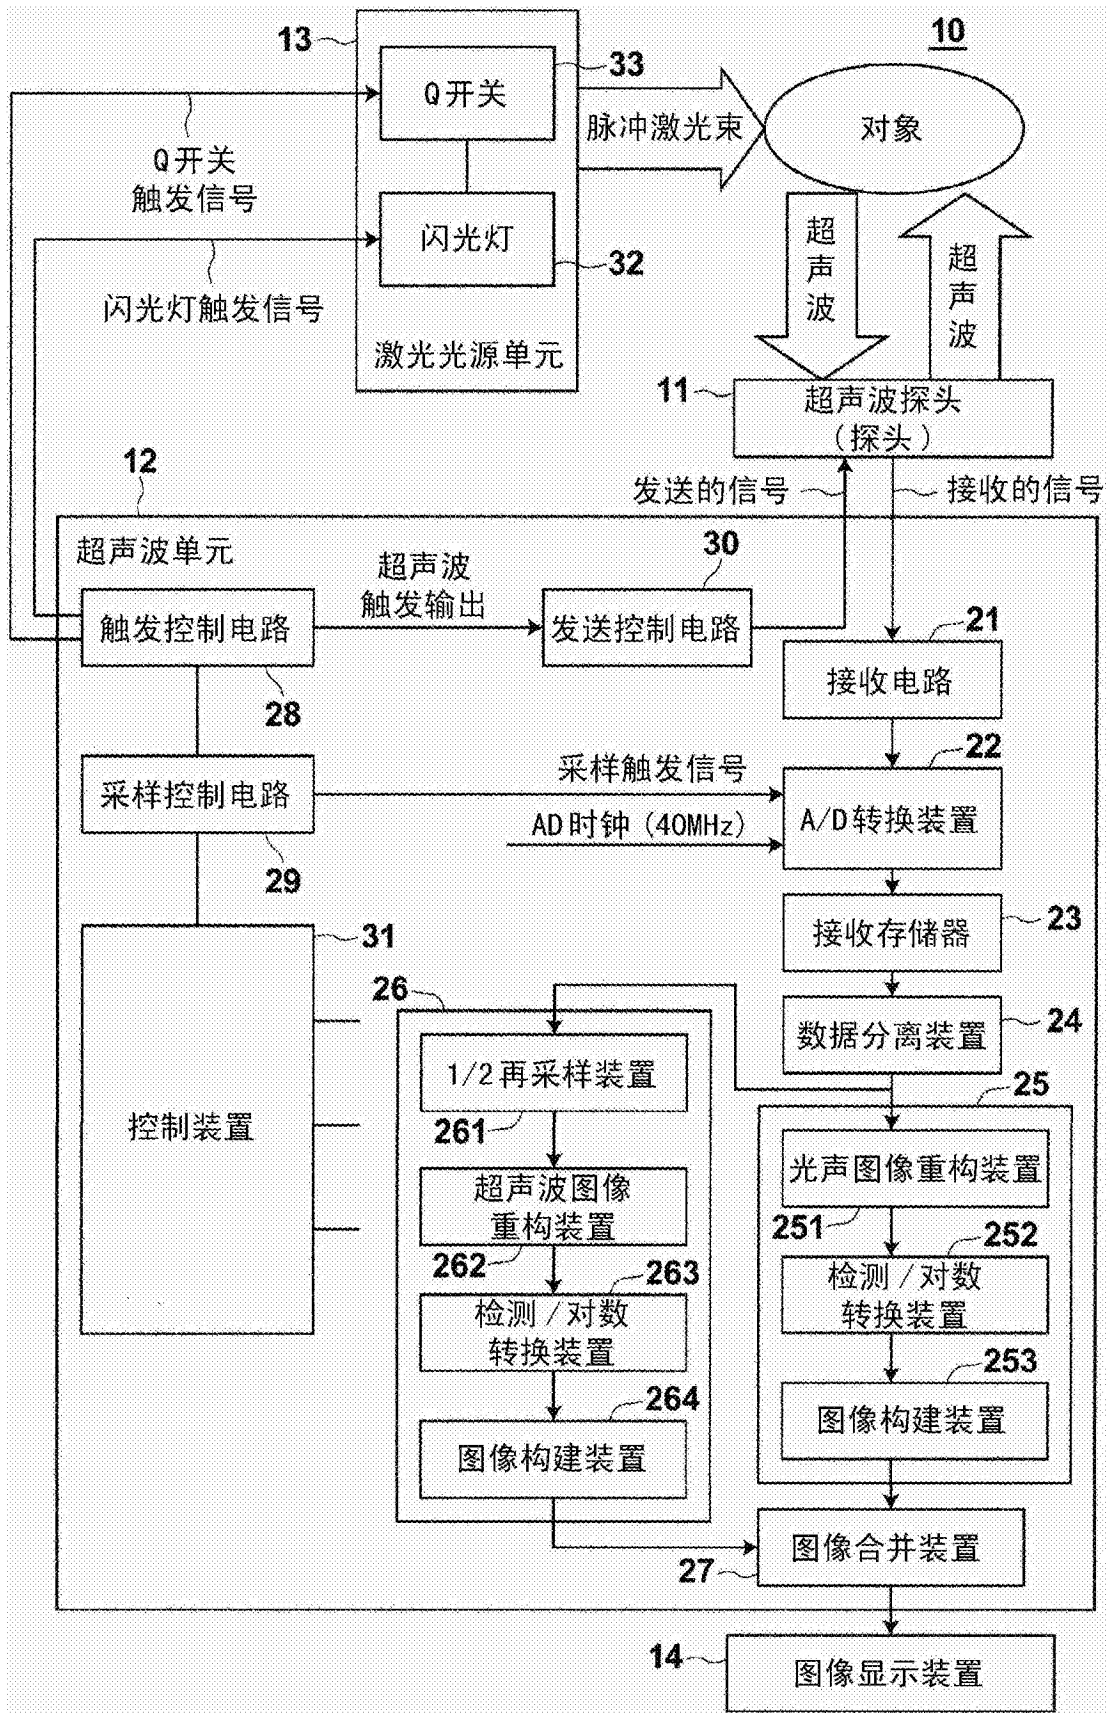 10
13
33
Q开关
脉冲激光束
对象
Q开关
触发信号
闪光灯
32
闪光灯触发信号
激光光源单元
超声波
超声波
11
超声波探头
（探头）
12
发送的信号
接收的信号
超声波单元
超声波
触发输出
30
触发控制电路
发送控制电路
21
接收电路
28
22
采样触发信号
采样控制电路
AD时钟(40MHz)
A/D转换装置
29
23
接收存储器
31
26
24
数据分离装置
1/2再采样装置
25
261
控制装置
光声图像重构装置
251
超声波图像
重构装置
262
252
检测/对数
转换装置
263
检测/对数
转换装置
253
264
图像构建装置
图像构建装置
图像合并装置
27
14
图像显示装置